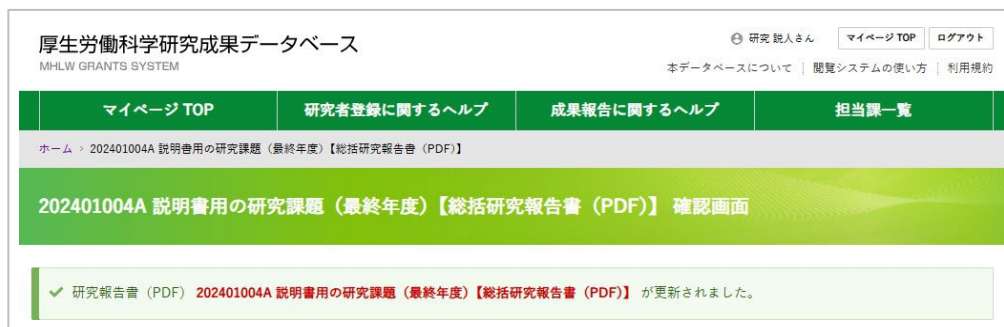 厚生労働科学研究成果データベース
MHLW GRANTS SYSTEM
研究 説人さん マイページ TOP ログアウト
本データベースについて 閲覧システムの使い方 利用規約
マイページ TOP 研究者登録に関するヘルプ 成果報告に関するヘルプ 担当課一覧
ホーム › 202401004A 説明書用の研究課題（最終年度）【総括研究報告書（PDF）】
202401004A 説明書用の研究課題（最終年度）【総括研究報告書（PDF）】 確認画面
研究報告書（PDF） 202401004A 説明書用の研究課題（最終年度）【総括研究報告書（PDF）】 が更新されました。